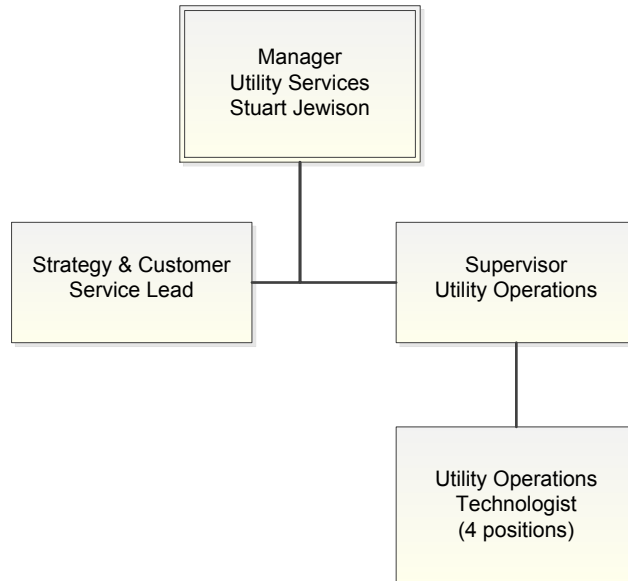 Manager
Utility Services
Stuart Jewison
Strategy & Customer
Service Lead
Supervisor
Utility Operations
Utility Operations
Technologist
(4 positions)